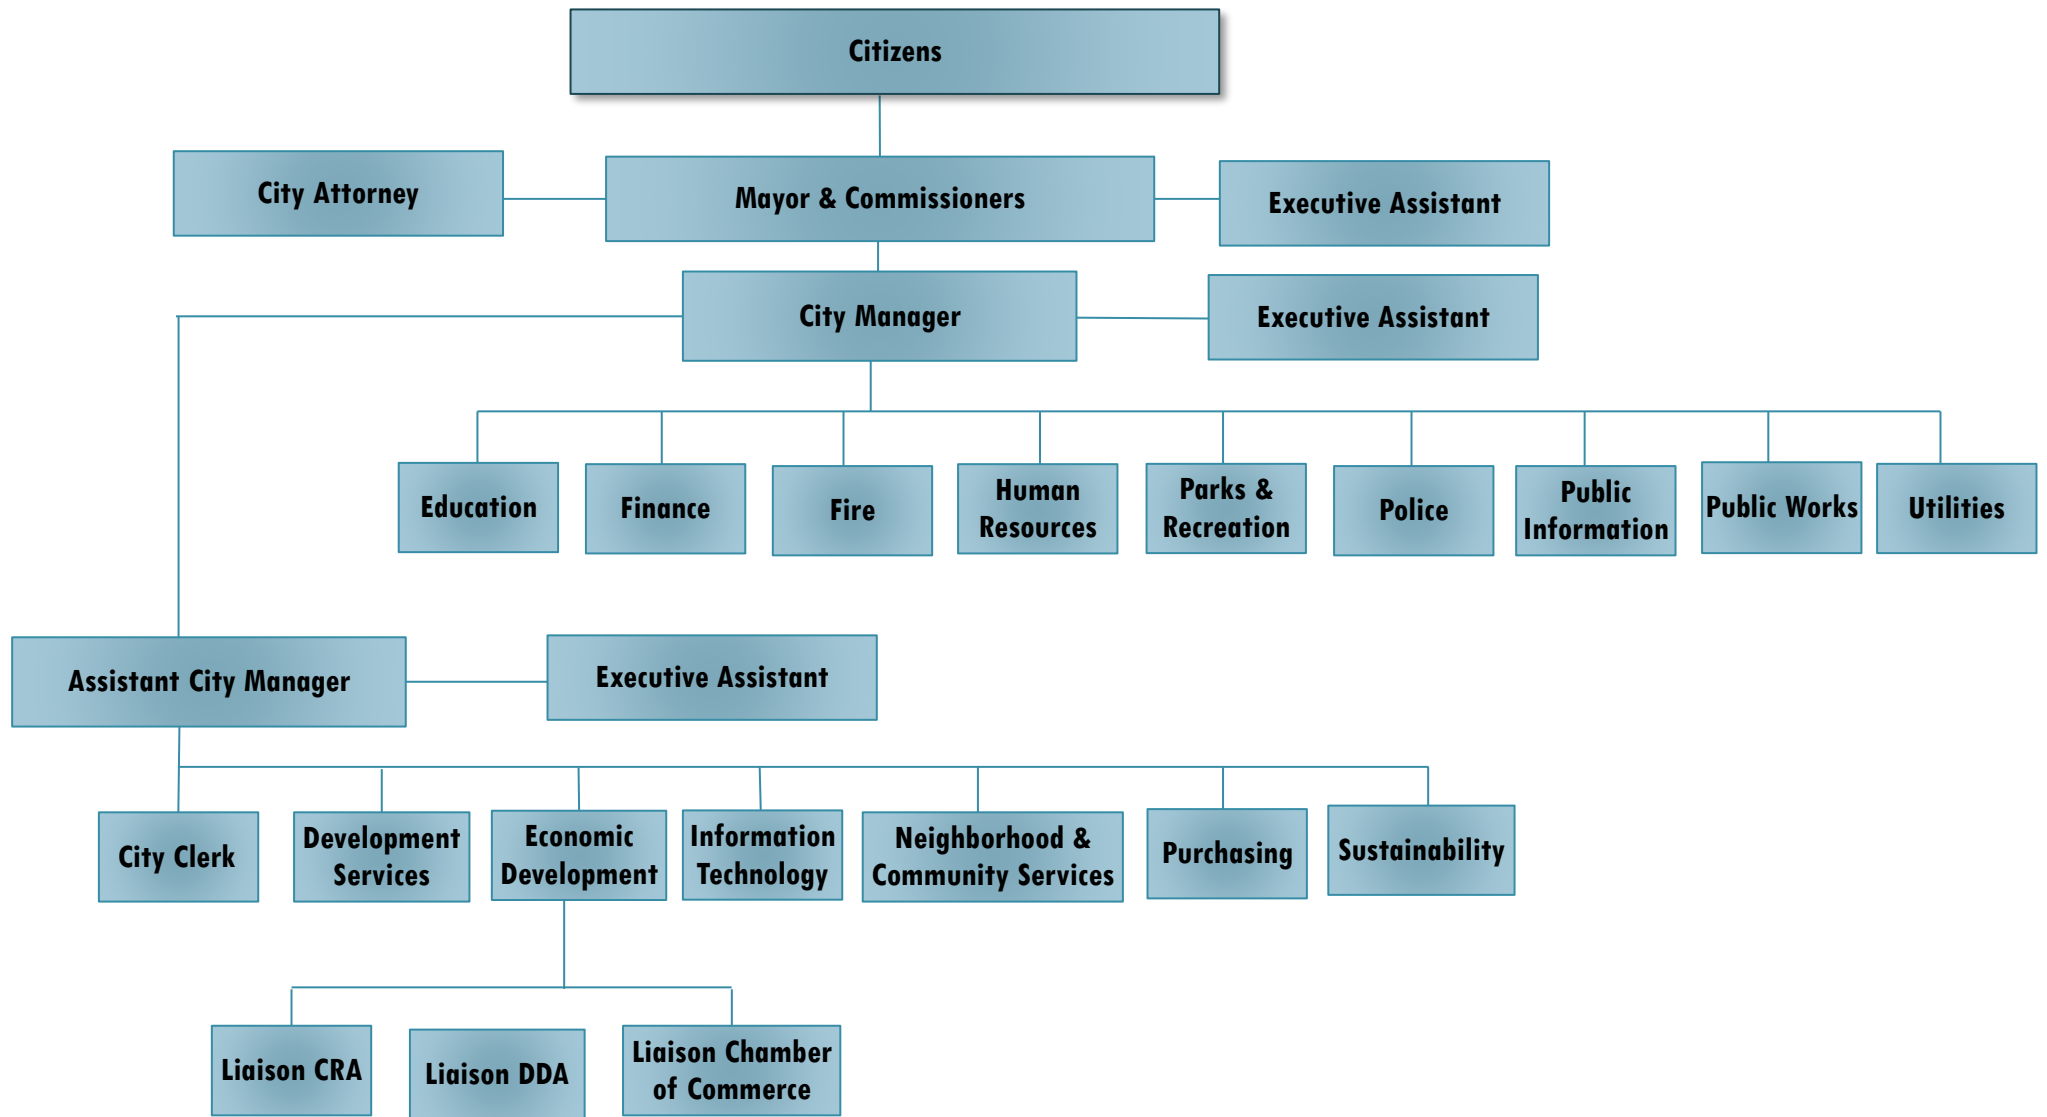 Citizens
City Attorney
Mayor & Commissioners
Executive Assistant
City Manager
Executive Assistant
Education
Finance
Fire
Human
Resources
Parks &
Recreation
Police
Public
Information
Public Works
Utilities
Assistant City Manager
Executive Assistant
City Clerk
Development
Services
Economic
Development
Information
Technology
Neighborhood &
Community Services
Purchasing
Sustainability
Liaison CRA
Liaison DDA
Liaison Chamber
of Commerce